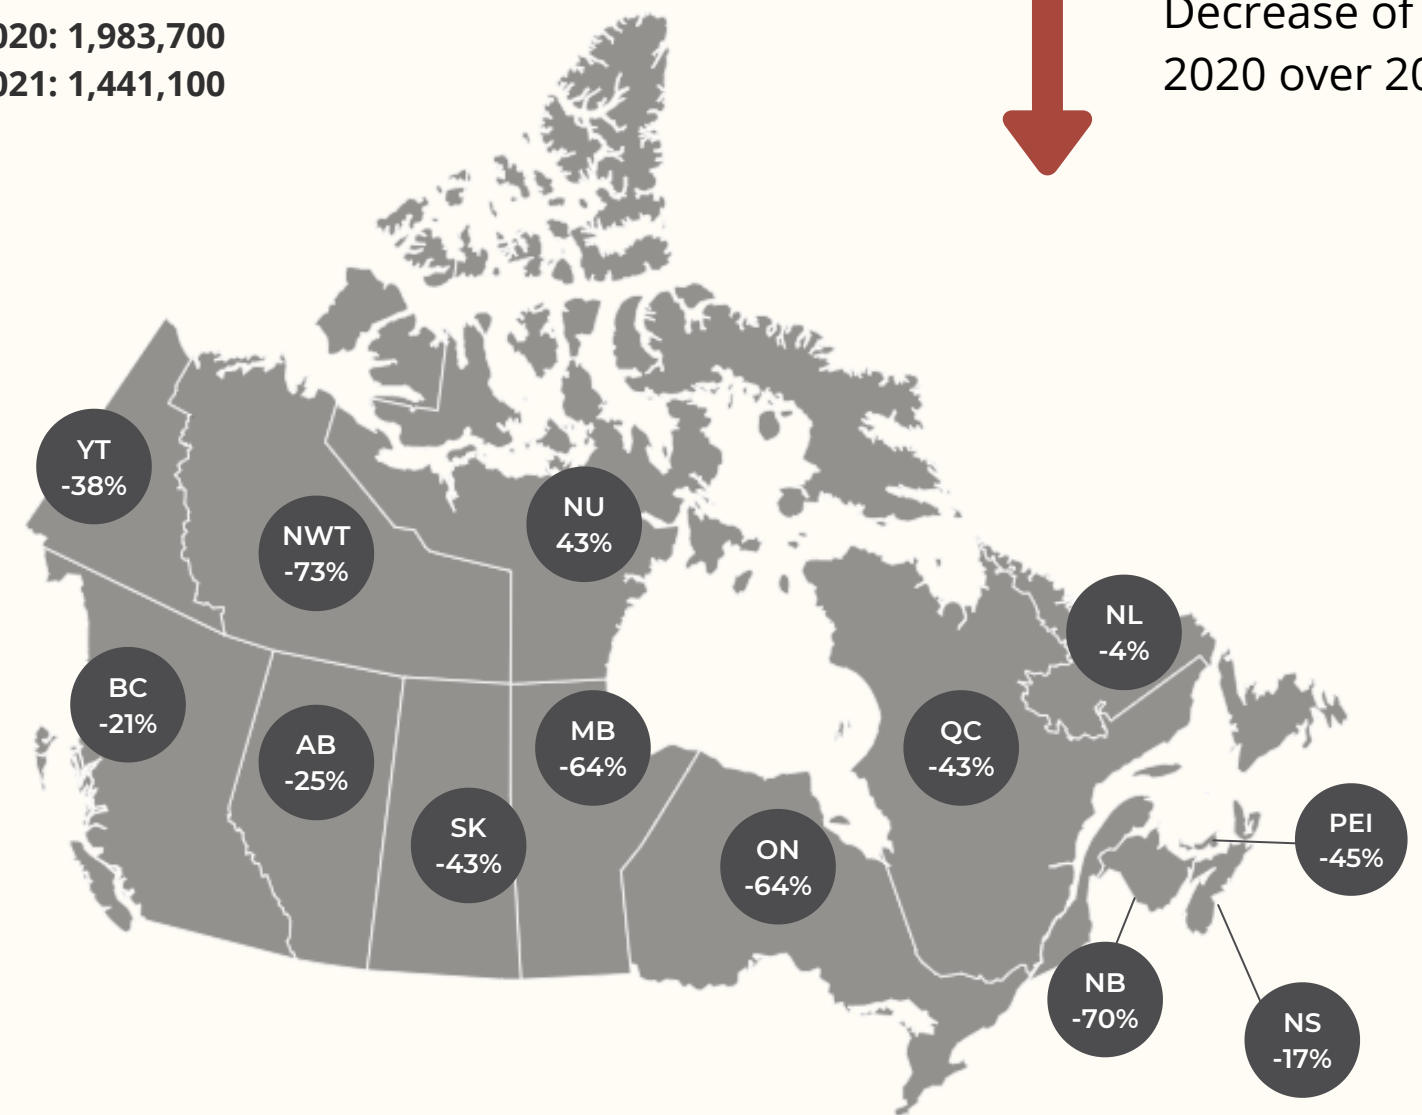 020: 1,983,700
021: 1,441,100
Decrease of
2020 over 20
YT
-38%
NWT
-73%
NU
43%
NL
-4%
BC
-21%
AB
-25%
MB
-64%
QC
-43%
SK
-43%
ON
-64%
PEI
-45%
NB
-70%
NS
-17%